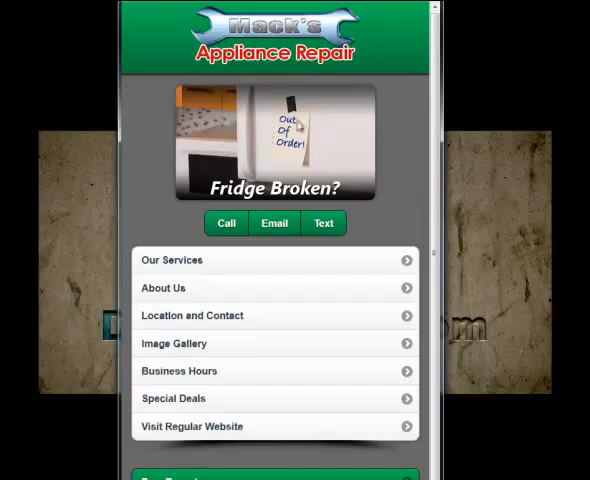 Mack's
Appliance Repair
Out
Of
Order!
Fridge Broken?
Call Email Text
Our Services
About Us
Location and Contact
Image Gallery
Business Hours
Special Deals
Visit Regular Website